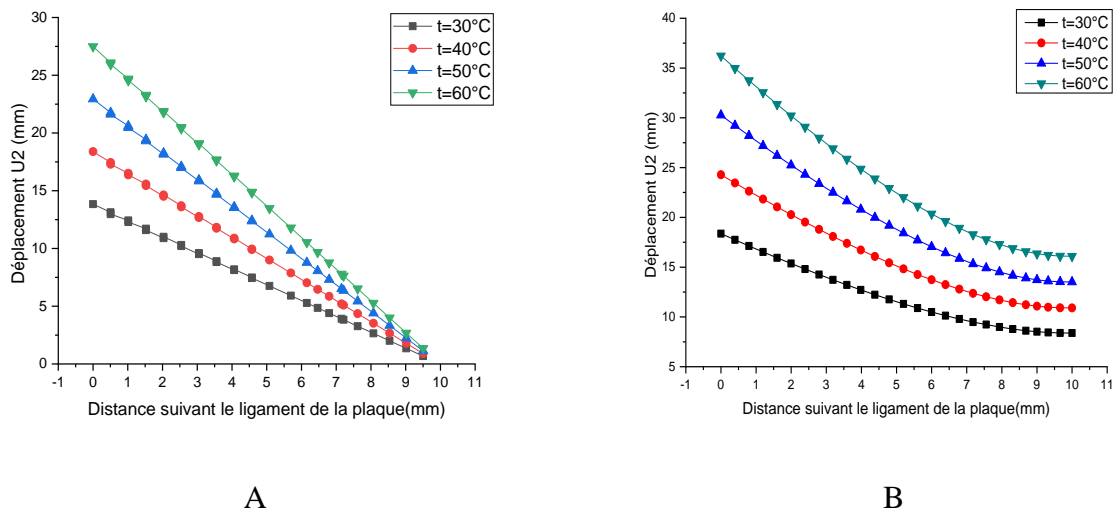 30
25
20
15
10
5
0
Déplacement U2 (mm)
t=30°C
t=40°C
t=50°C
t=60°C
-1 0 1 2 3 4 5 6 7 8 9 10 11
Distance suivant le ligament de la plaque(mm)
A
40
35
30
25
20
15
10
5
Déplacement U2 (mm)
t=30°C
t=40°C
t=50°C
t=60°C
-1 0 1 2 3 4 5 6 7 8 9 10 11
Distance suivant le ligament de la plaque(mm)
B